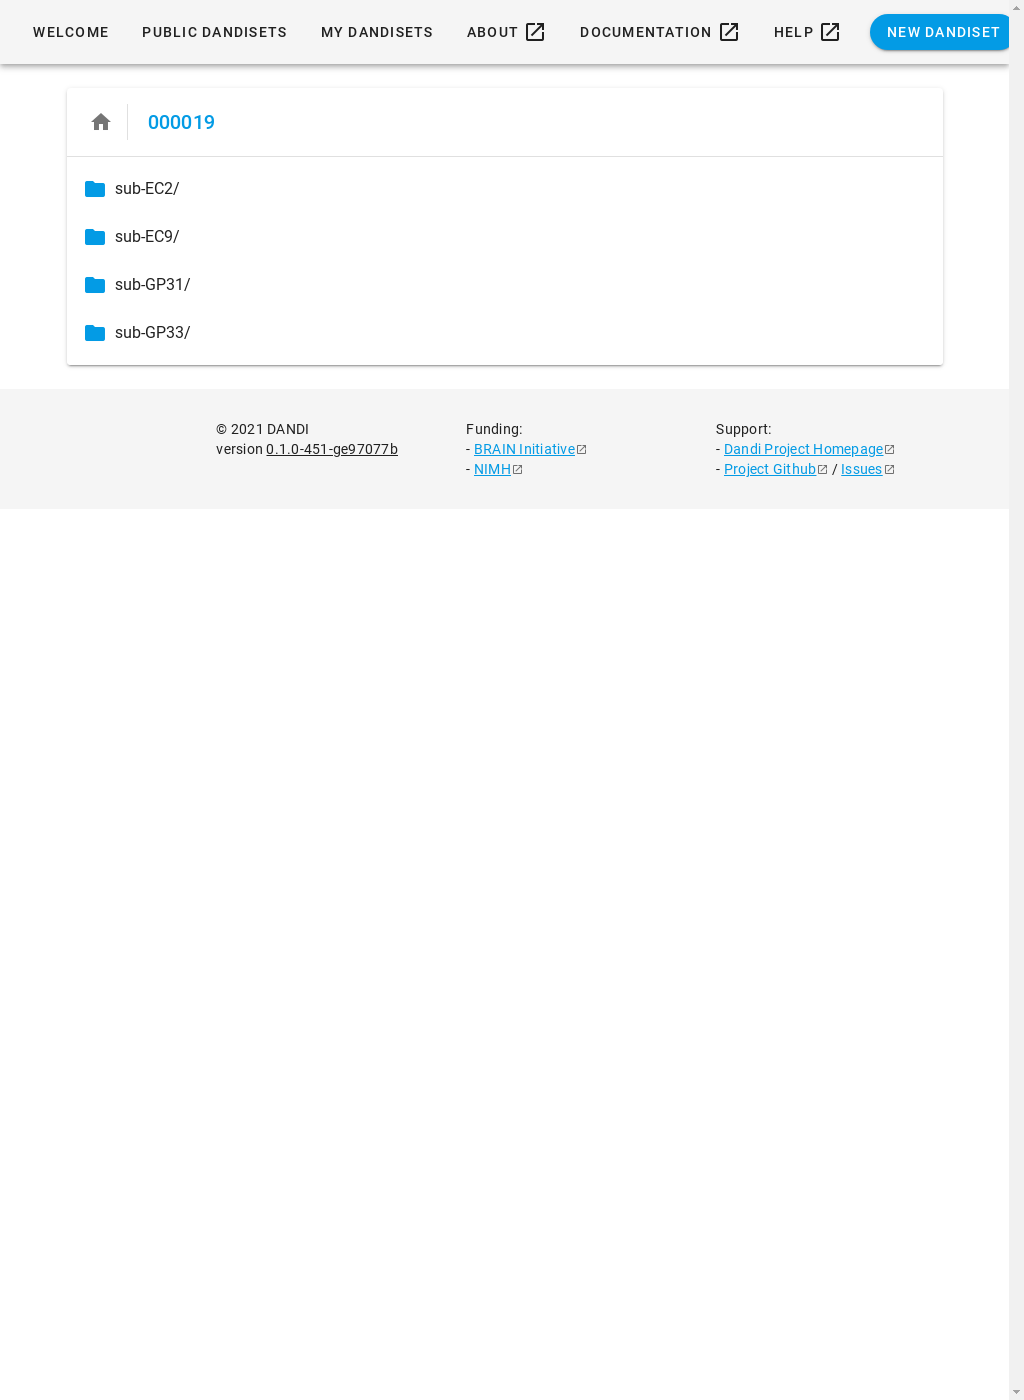 WELCOME PUBLIC DANDISETS MY DANDISETS ABOUT DOCUMENTATION HELP NEW DANDISET
000019
sub-EC2/
sub-EC9/
sub-GP31/
sub-GP33/
© 2021 DANDI
version 0.1.0-451-ge97077b
Funding:
- BRAIN Initiative
- NIMH
Support:
- Dandi Project Homepage
- Project Github / Issues